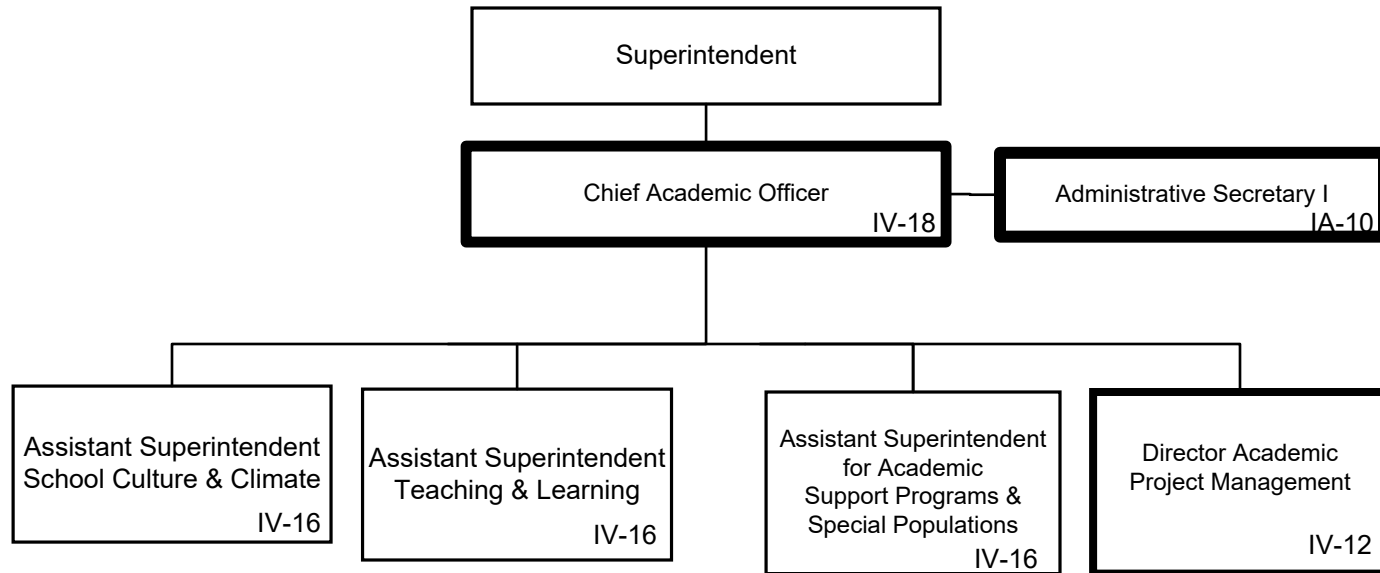 Superintendent
Chief Academic Officer
IV-18
Administrative Secretary I
IA-10
Assistant Superintendent
School Culture & Climate
IV-16
Assistant Superintendent
Teaching & Learning
IV-16
Assistant Superintendent
for Academic
Support Programs &
Special Populations
IV-16
Director Academic
Project Management
IV-12